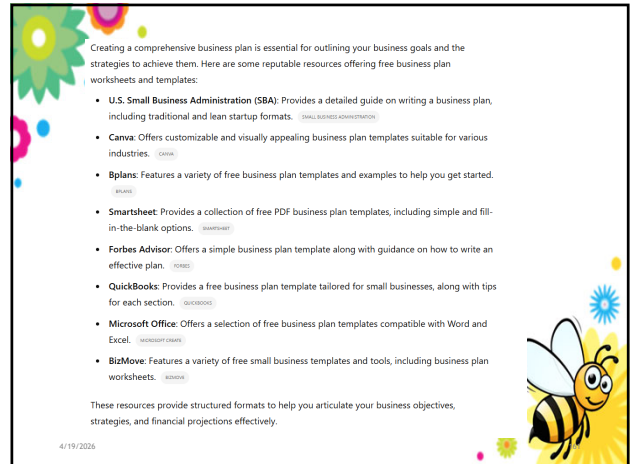 Creating a comprehensive business plan is essential for outlining your business goals and the
strategies to achieve them. Here are some reputable resources offering free business plan
worksheets and templates:
• U.S. Small Business Administration (SBA): Provides a detailed guide on writing a business plan,
including traditional and lean startup formats. SMALL BUSINESS ADMINISTRATION
• Canva: Offers customizable and visually appealing business plan templates suitable for various
industries. CANVA
• Bplans: Features a variety of free business plan templates and examples to help you get started.
BPLANS
• Smartsheet: Provides a collection of free PDF business plan templates, including simple and fill-
in-the-blank options. SMARTSHEET
• Forbes Advisor: Offers a simple business plan template along with guidance on how to write an
effective plan. FORBES
• QuickBooks: Provides a free business plan template tailored for small businesses, along with tips
for each section. QUICKBOOKS
• Microsoft Office: Offers a selection of free business plan templates compatible with Word and
Excel. MICROSOFT CREATE
• BizMove: Features a variety of free small business templates and tools, including business plan
worksheets. BIZMOVE
These resources provide structured formats to help you articulate your business objectives,
strategies, and financial projections effectively.
4/19/2026